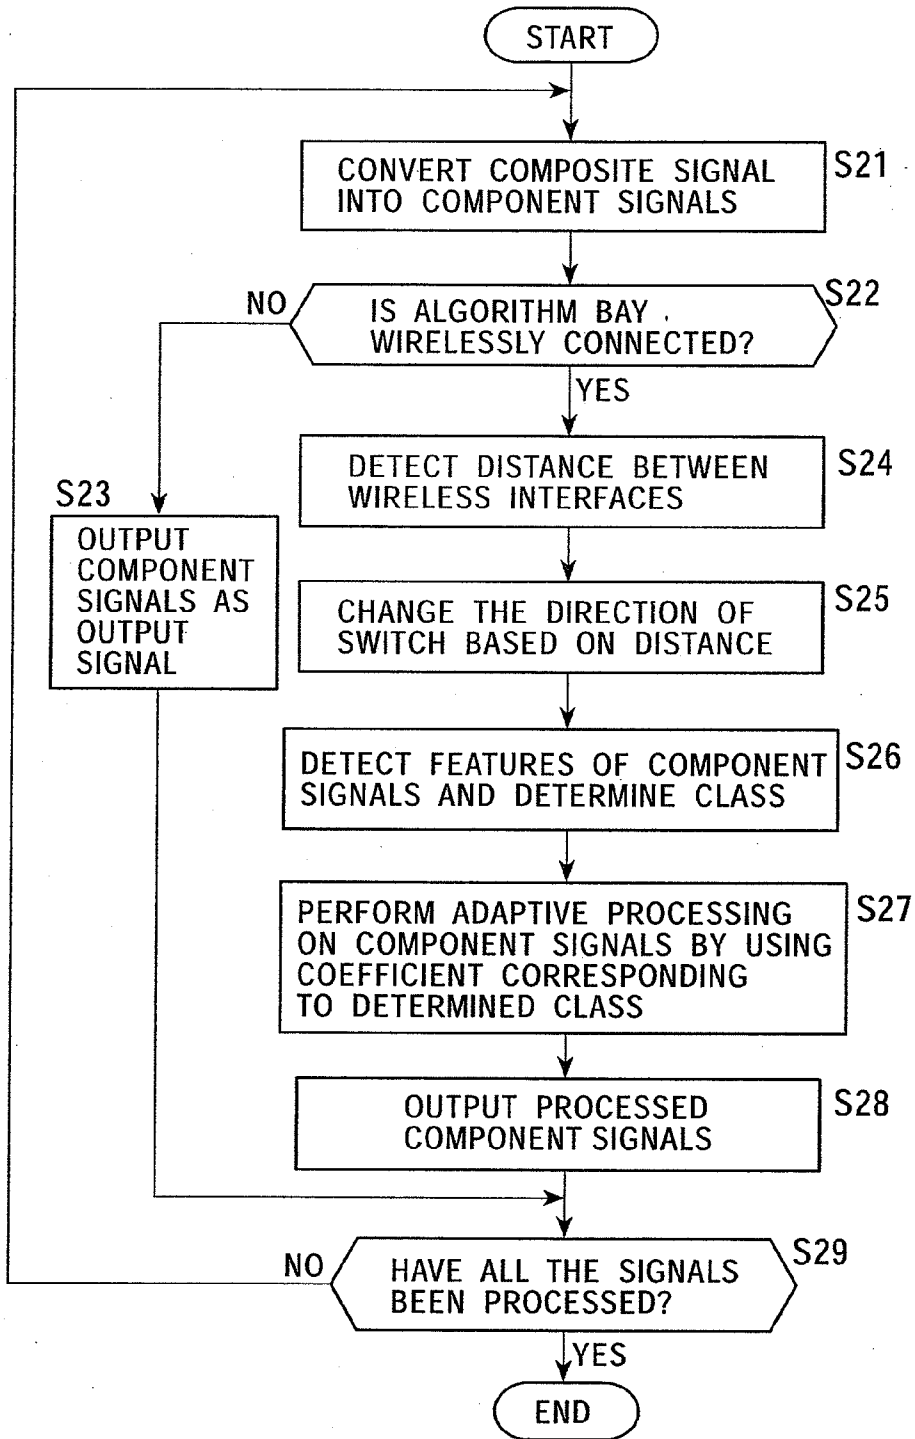 START
CONVERT COMPOSITE SIGNAL
INTO COMPONENT SIGNALS
S21
IS ALGORITHM BAY
WIRELESSLY CONNECTED?
S22
NO
YES
DETECT DISTANCE BETWEEN
WIRELESS INTERFACES
S24
S23
OUTPUT
COMPONENT
SIGNALS AS
OUTPUT
SIGNAL
CHANGE THE DIRECTION OF
SWITCH BASED ON DISTANCE
S25
DETECT FEATURES OF COMPONENT
SIGNALS AND DETERMINE CLASS
S26
PERFORM ADAPTIVE PROCESSING
ON COMPONENT SIGNALS BY USING
COEFFICIENT CORRESPONDING
TO DETERMINED CLASS
S27
OUTPUT PROCESSED
COMPONENT SIGNALS
S28
HAVE ALL THE SIGNALS
BEEN PROCESSED?
S29
NO
YES
END